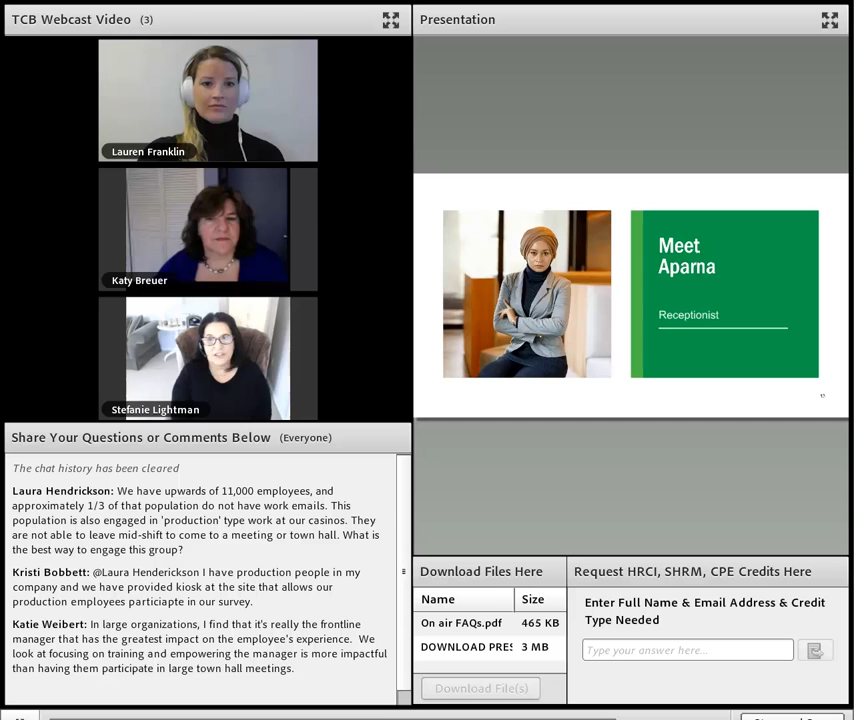 TCB Webcast Video (3)
Lauren Franklin
Katy Breuer
Stefanie Lightman
Share Your Questions or Comments Below (Everyone)
The chat history has been cleared
Laura Hendrickson: We have upwards of 11,000 employees, and
approximately 1/3 of that population do not have work emails. This
population is also engaged in 'production' type work at our casinos. They
are not able to leave mid-shift to come to a meeting or town hall. What is
the best way to engage this group?
Kristi Bobbett: @Laura Henderickson I have production people in my
company and we have provided kiosk at the site that allows our
production employees particiapte in our survey.
Katie Weibert: In large organizations, I find that it's really the frontline
manager that has the greatest impact on the employee's experience. We
look at focusing on training and empowering the manager is more impactful
than having them participate in large town hall meetings.
Presentation
Meet
Aparna
Receptionist
Download Files Here
Name Size
On air FAQs.pdf 465 KB
DOWNLOAD PRES 3 MB
Download File(s)
Request HRCI, SHRM, CPE Credits Here
Enter Full Name & Email Address & Credit
Type Needed
Type your answer here...